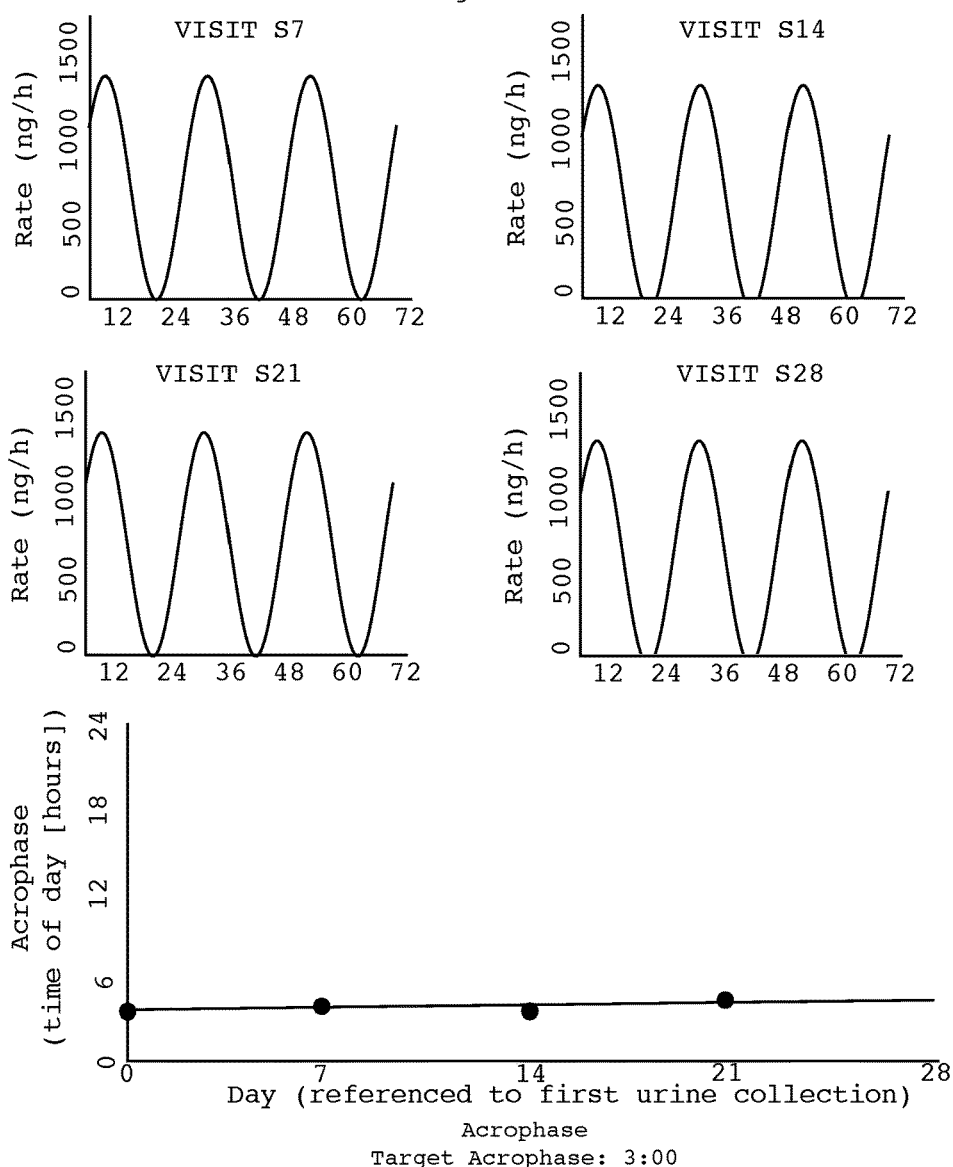 VISIT S7
Rate (ng/h)
1500
1000
500
0
12 24 36 48 60 72
VISIT S14
Rate (ng/h)
1500
1000
500
0
12 24 36 48 60 72
VISIT S21
Rate (ng/h)
1500
1000
500
0
12 24 36 48 60 72
VISIT S28
Rate (ng/h)
1500
1000
500
0
12 24 36 48 60 72
Acrophase
(time of day [hours])
24
18
12
6
0
0 7 14 21 28
Day (referenced to first urine collection)
Acrophase
Target Acrophase: 3:00